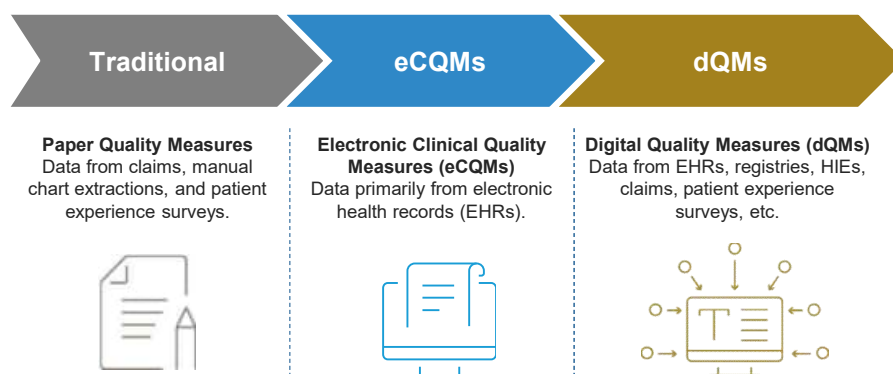 Traditional
eCQMs
dQMs
Paper Quality Measures
Data from claims, manual
chart extractions, and patient
experience surveys.
Electronic Clinical Quality
Measures (eCQMs)
Data primarily from electronic
health records (EHRs).
Digital Quality Measures (dQMs)
Data from EHRs, registries, HIEs,
claims, patient experience
surveys, etc.
T